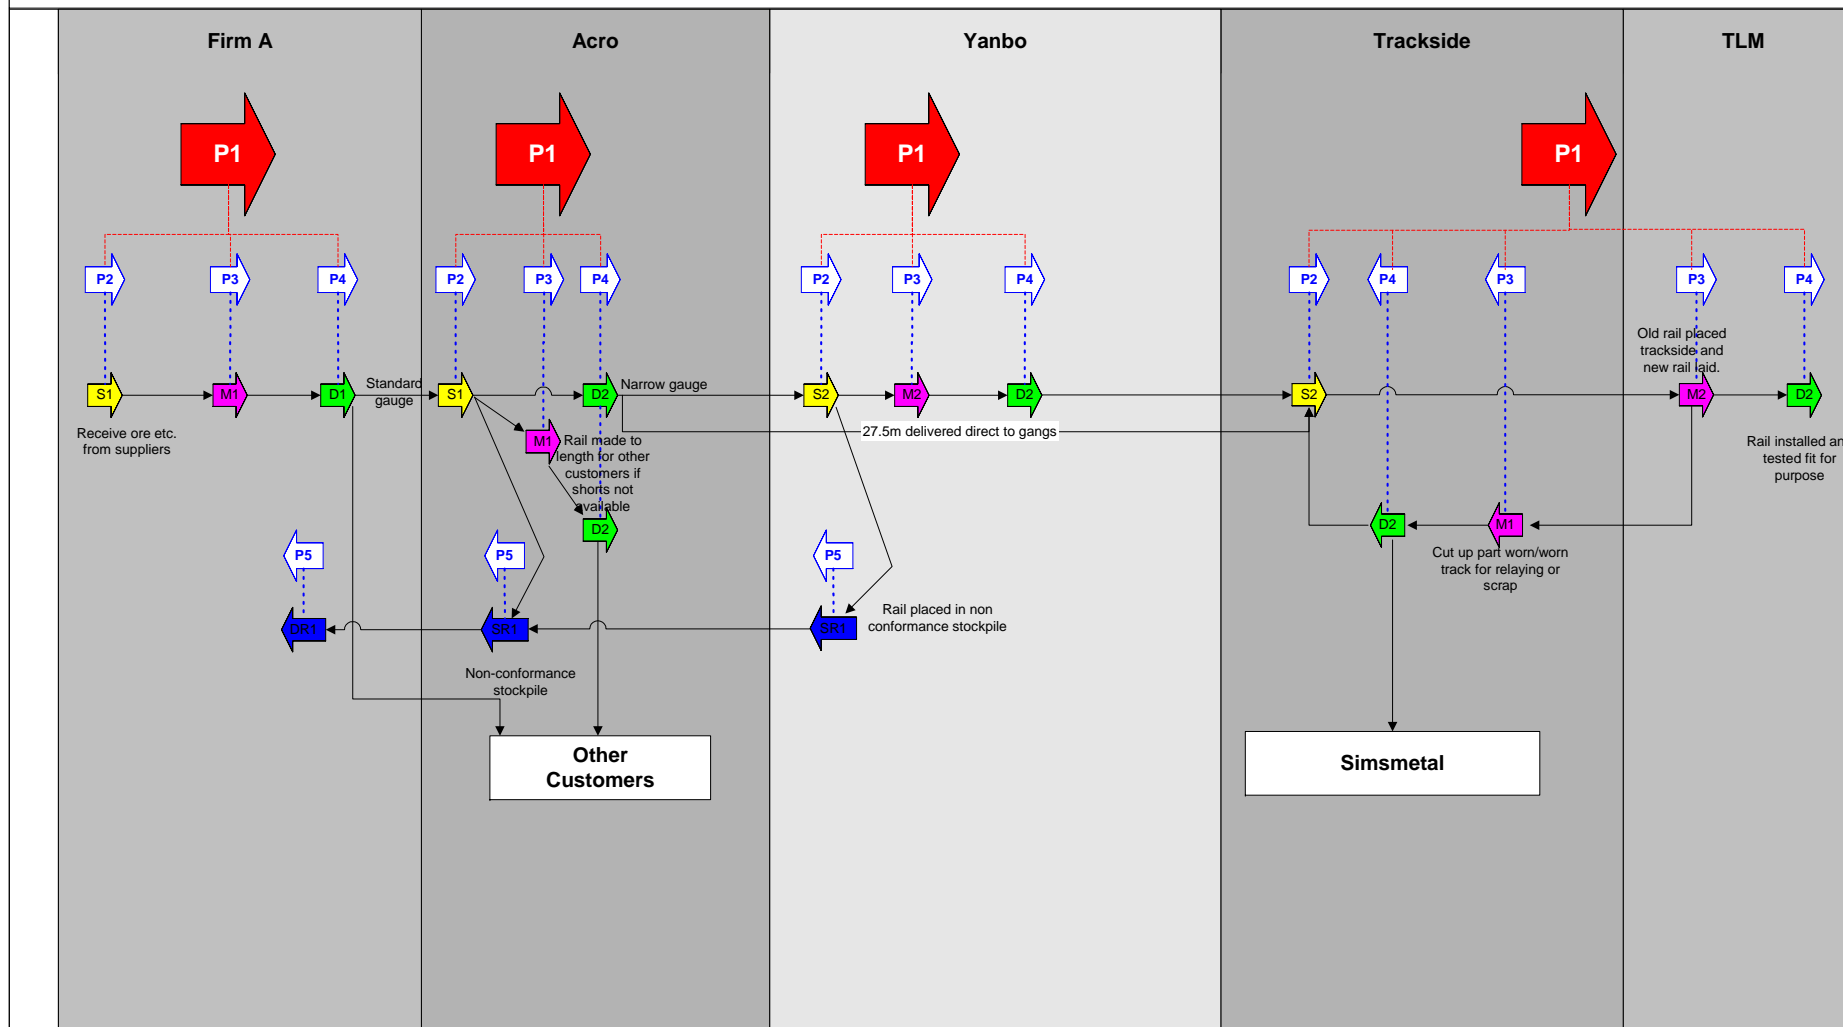 Firm A
Acro
Yanbo
Trackside
TLM
P1
P1
P1
P1
P2
P3
P4
P2
P3
P4
P2
P3
P4
P2
P4
P3
P3
P4
Old rail placed
trackside and
new rail laid.
S1
M1
D1
Standard
gauge
S1
D2
Narrow gauge
S2
M2
D2
S2
M2
D2
Receive ore etc.
from suppliers
M1
Rail made to
length for other
customers if
shorts not
available
27.5m delivered direct to gangs
Rail installed an
tested fit for
purpose
D2
D2
M1
Cut up part worn/worn
track for relaying or
scrap
P5
P5
P5
DR1
SR1
SR1
Rail placed in non
conformance stockpile
Non-conformance
stockpile
Other
Customers
Simsmetal